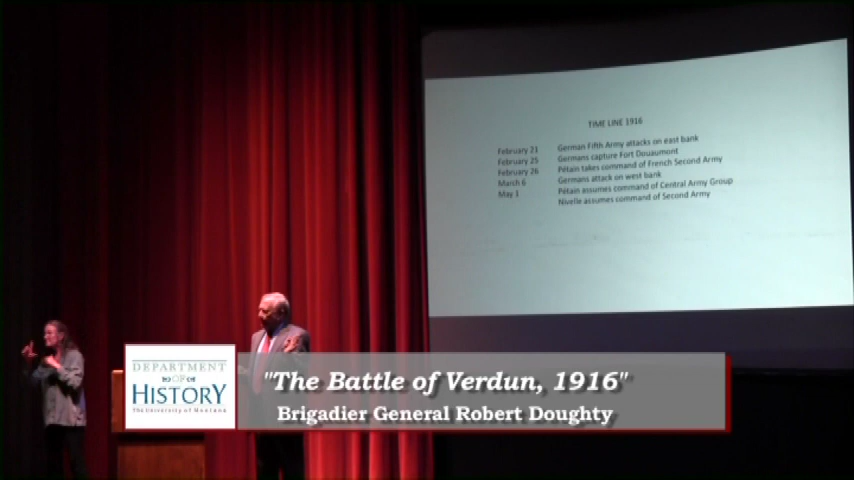 TIME LINE 1916
February 21 German Fifth Army attacks on east bank
February 25 Germans capture Fort Douaumont
February 26 Pétain takes command of French Second Army
March 6 Germans attack on west bank
May 1 Pétain assumes command of Central Army Group
Nivelle assumes command of Second Army
DEPARTMENT
OF
HISTORY
The University of Montana
"The Battle of Verdun, 1916"
Brigadier General Robert Doughty